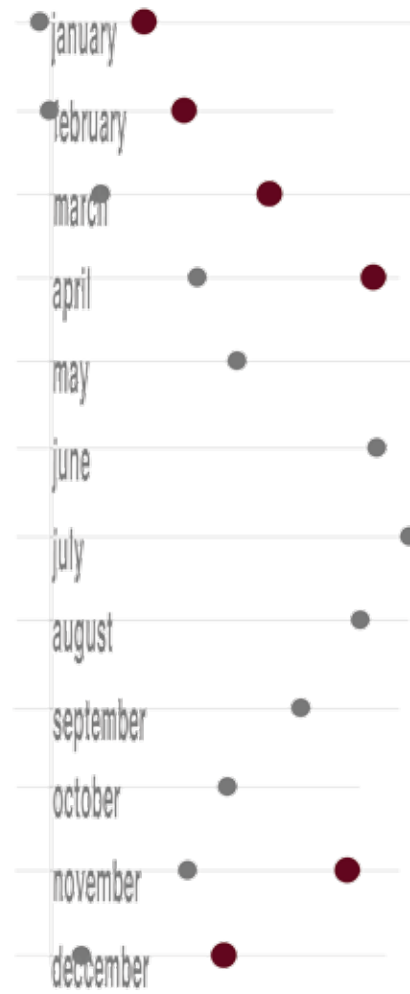 january
february
march
april
may
june
july
august
september
october
november
deccember